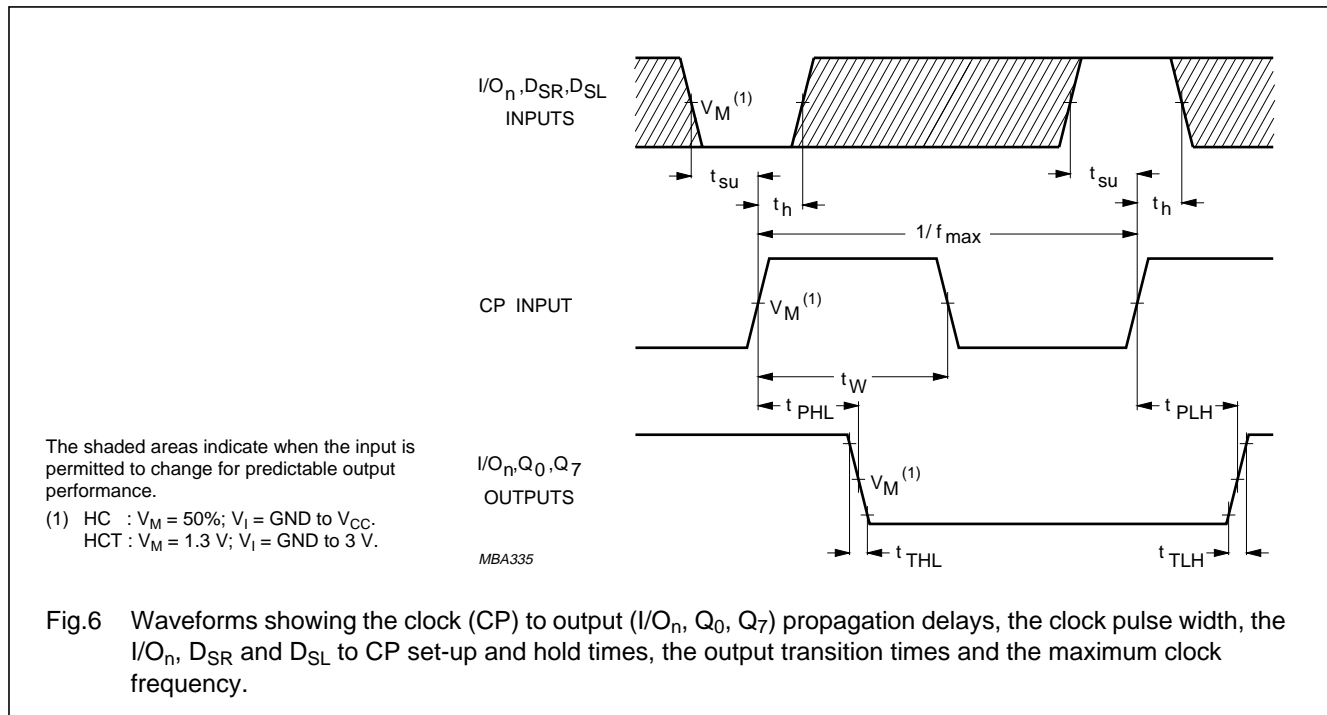 I/On,DSR,DSL
INPUTS
VM(1)
tsu
th
tsu
th
1/ fmax
CP INPUT
VM(1)
tW
tPHL
tPLH
I/On,Q0,Q7
OUTPUTS
VM(1)
tTHL
tTLH
The shaded areas indicate when the input is
permitted to change for predictable output
performance.
(1) HC : VM = 50%; VI = GND to VCC.
HCT : VM = 1.3 V; VI = GND to 3 V.
MBA335
Fig.6 Waveforms showing the clock (CP) to output (I/On, Q0, Q7) propagation delays, the clock pulse width, the
I/On, DSR and DSL to CP set-up and hold times, the output transition times and the maximum clock
frequency.